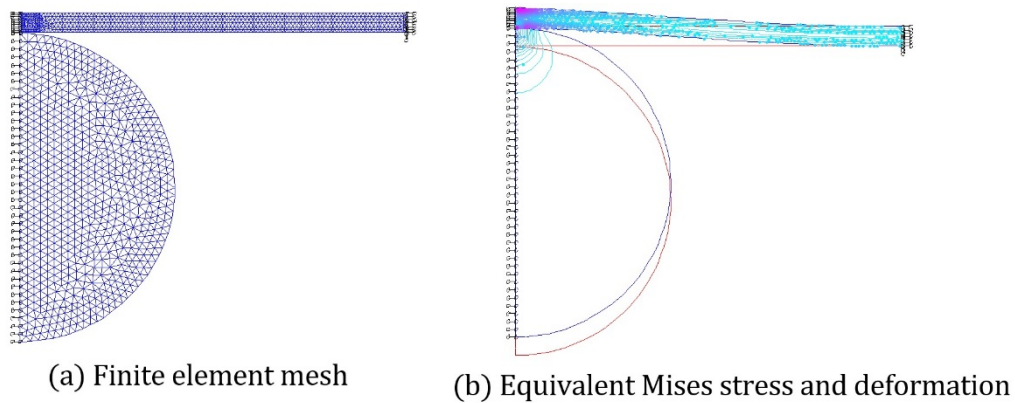 (a) Finite element mesh
(b) Equivalent Mises stress and deformation